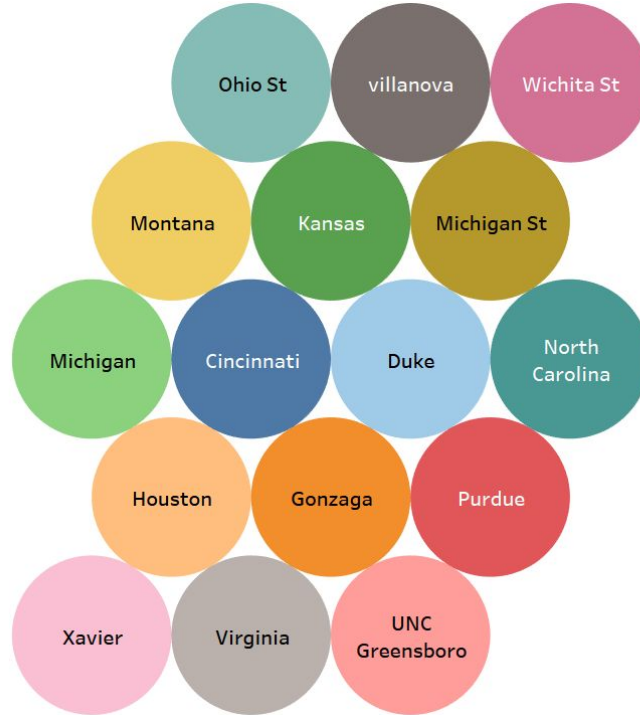 Ohio St
villanova
Wichita St
Montana
Kansas
Michigan St
Michigan
Cincinnati
Duke
North
Carolina
Houston
Gonzaga
Purdue
Xavier
Virginia
UNC
Greensboro